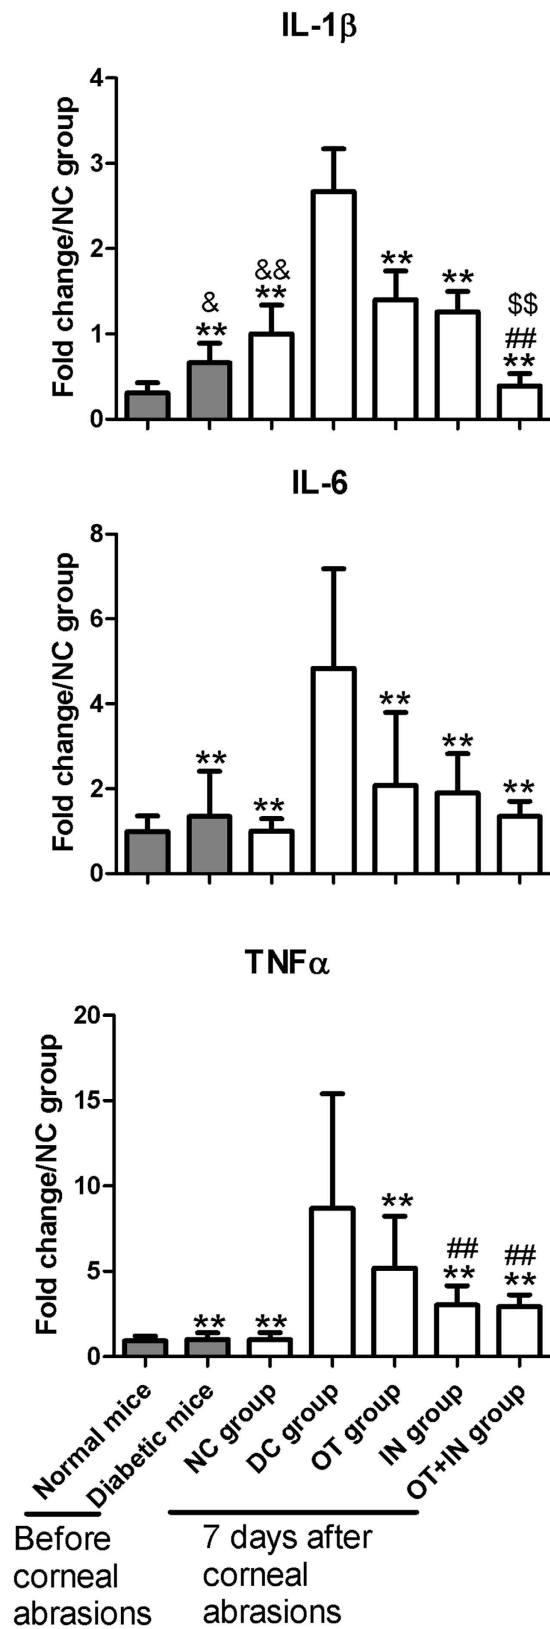 IL-1β
Fold change/NC group
4
3
2
1
0
&
**
&&
**
**
**
$$
##
**
IL-6
Fold change/NC group
8
6
4
2
0
**
**
**
**
**
TNFα
Fold change/NC group
20
15
10
5
0
**
**
**
##
**
##
**
Normal mice
Diabetic mice
NC group
DC group
OT group
IN group
OT+IN group
Before
corneal
abrasions
7 days after
corneal
abrasions